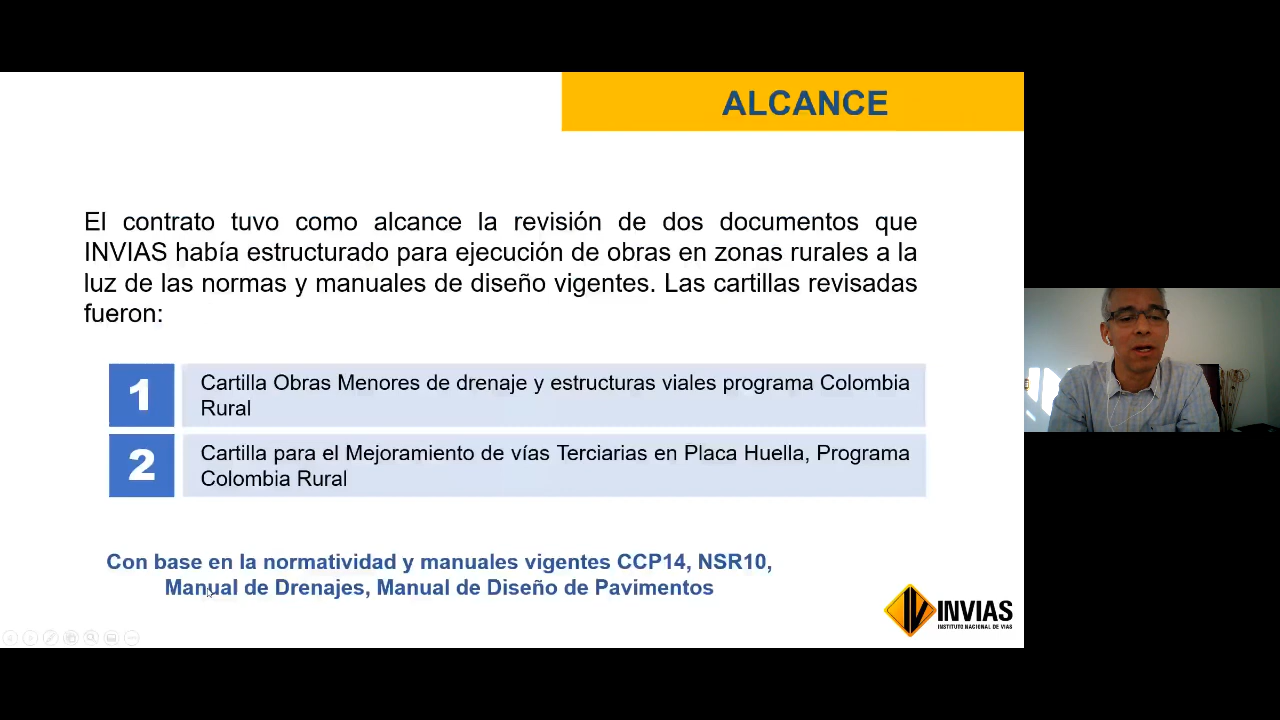 ALCANCE
El contrato tuvo como alcance la revisión de dos documentos que
INVIAS había estructurado para ejecución de obras en zonas rurales a la
luz de las normas y manuales de diseño vigentes. Las cartillas revisadas
fueron:
1
Cartilla Obras Menores de drenaje y estructuras viales programa Colombia
Rural
2
Cartilla para el Mejoramiento de vías Terciarias en Placa Huella, Programa
Colombia Rural
Con base en la normatividad y manuales vigentes CCP14, NSR10,
Manual de Drenajes, Manual de Diseño de Pavimentos
INVIAS
INSTITUTO NACIONAL DE VIAS